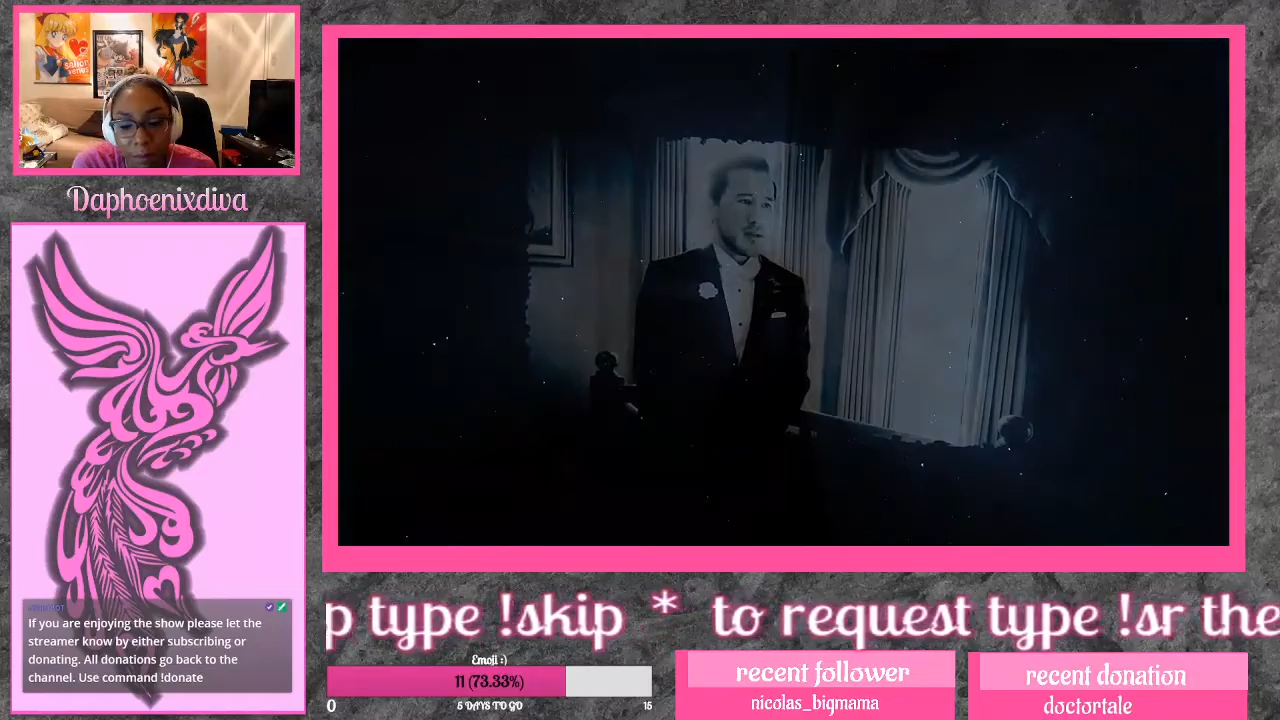 sailor
venus
Daphoenixdiva
If you are enjoying the show please let the
streamer know by either subscribing or
donating. All donations go back to the
channel. Use command !donate
p type !skip * to request type !sr the
Emoji :)
11 (73.33%)
0
5 DAYS TO GO
15
recent follower
nicolas_bigmama
recent donation
doctortale